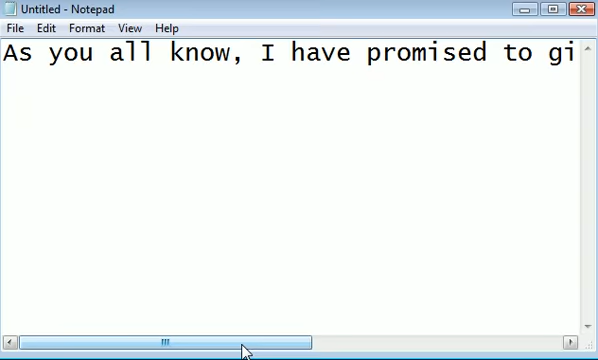 Untitled - Notepad
File Edit Format View Help
As you all know, I have promised to gi